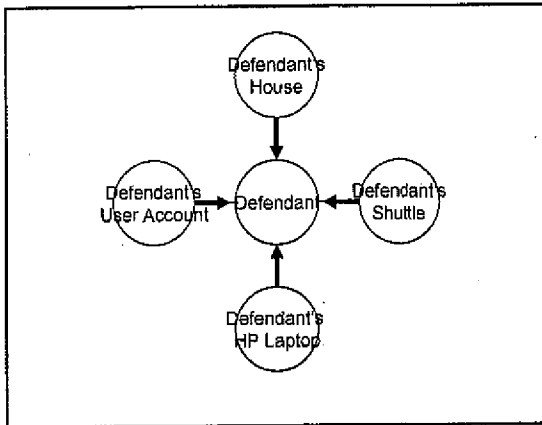 Defendant's
House
Defendant's
User Account
Defendant
Defendant's
Shuttle
Defendant's
HP Laptop